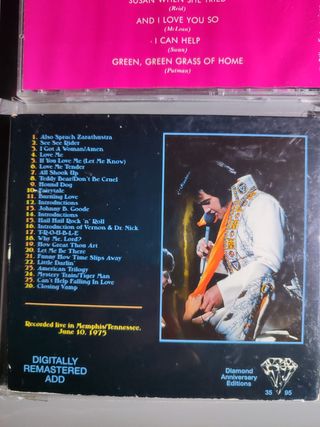 SUSAN WHEN SHE TRIED
(Reid)
AND I LOVE YOU SO
(McLean)
- I CAN HELP
(Swan)
GREEN, GREEN GRASS OF HOME
(Putman)
1. Also Sprach Zarathustra
2. See See Rider
3. I Got A Woman/Amen
4. Love Me
5. If You Love Me (Let Me Know)
6. Love Me Tender
7. All Shook Up
8. Teddy Bear/Don't Be Cruel
9. Hound Dog
10. Fairytale
11. Burning Love
12. Introductions
13. Johnny B. Goode
14. Introductions
15. Hail Hail Rock 'n' Roll
16. Introduction of Vernon & Dr. Nick
17. T-R-O-U-B-L-E
18. Why Me, Lord?
19. How Great Thou Art
20. Let Me Be There
21. Funny How Time Slips Away
22. Little Darlin'
23. American Trilogy
24. Mystery Train/Tiger Man
25. Can't Help Falling In Love
26. Closing Vamp
Recorded live in Memphis/Tennessee,
June 10, 1975
DIGITALLY
REMASTERED
ADD
Diamond
Anniversary
Editions
35 95